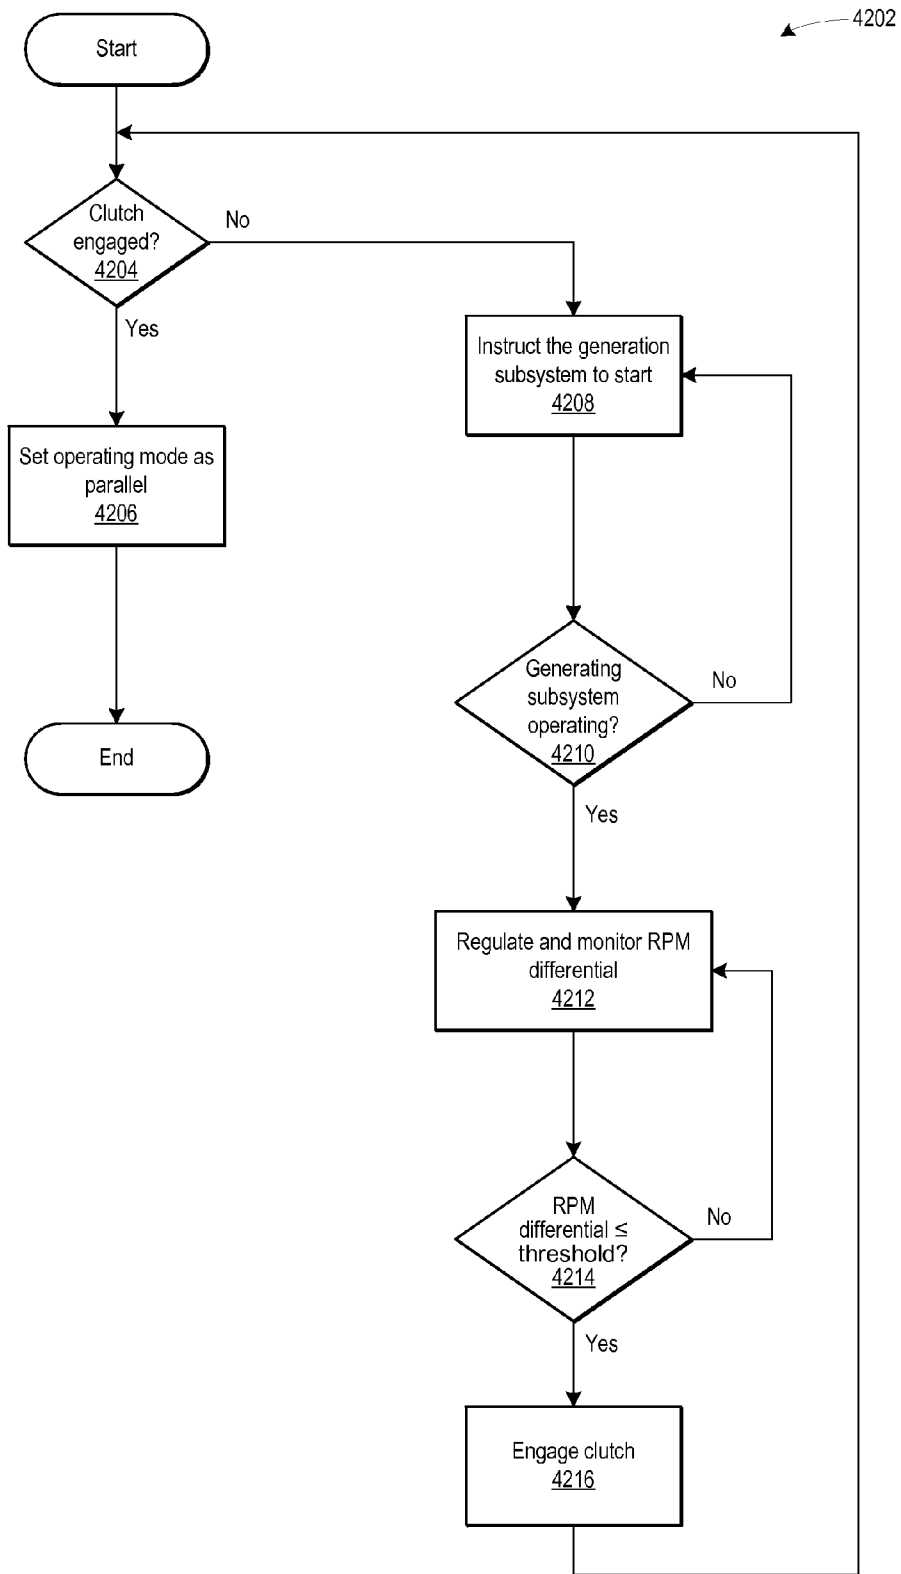 4202
Start
Clutch
engaged?
4204
No
Yes
Set operating mode as
parallel
4206
End
Instruct the generation
subsystem to start
4208
Generating
subsystem
operating?
4210
No
Yes
Regulate and monitor RPM
differential
4212
RPM
differential ≤
threshold?
4214
No
Yes
Engage clutch
4216